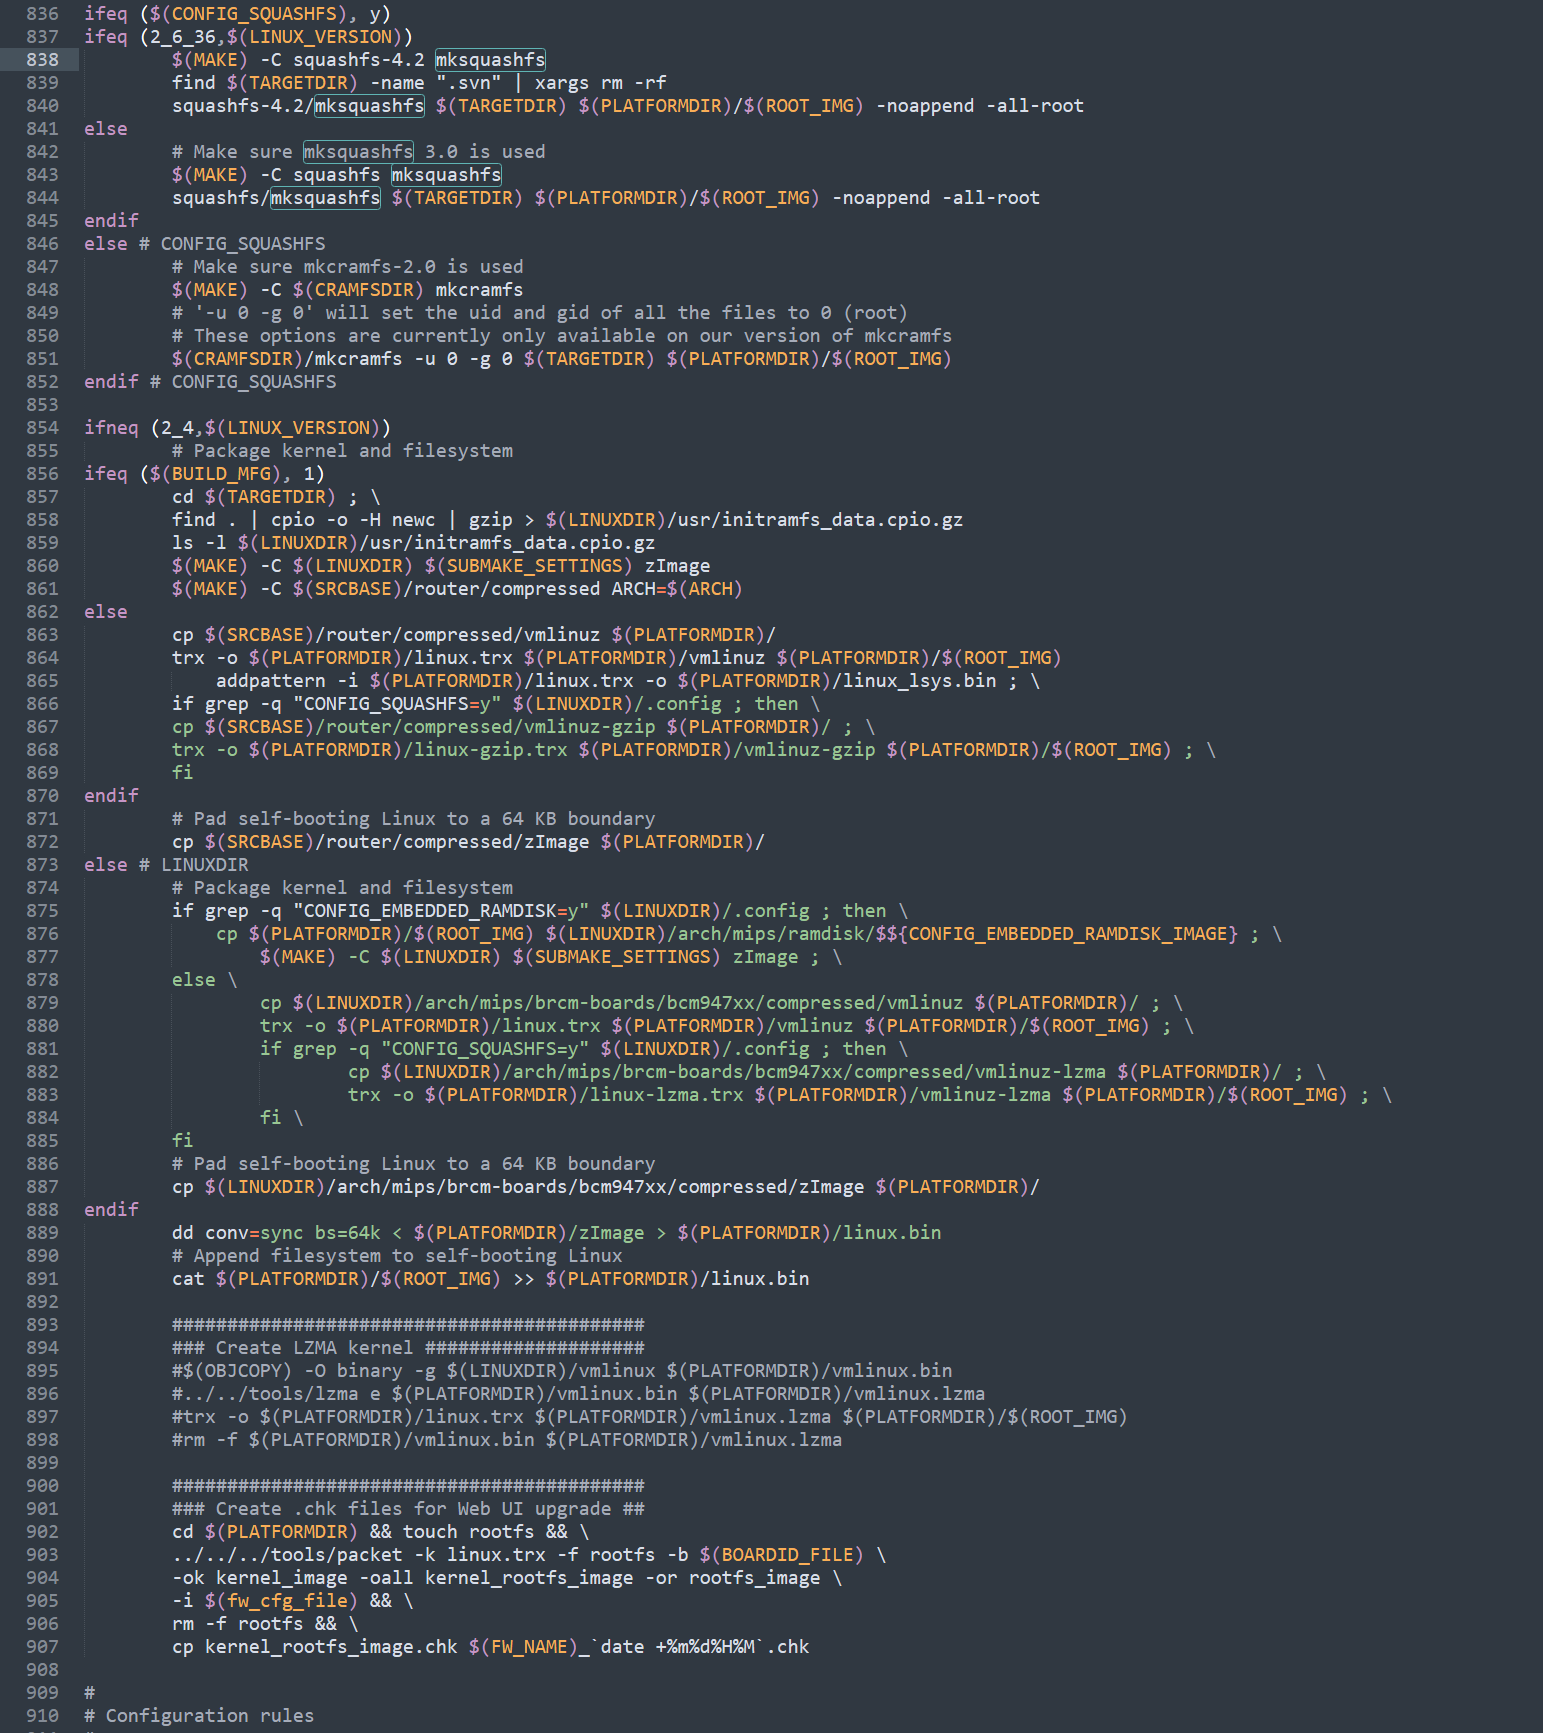 836 ifeq ($(CONFIG_SQUASHFS), y)
837 ifeq (2_6_36,$(LINUX_VERSION))
838         $(MAKE) -C squashfs-4.2 mksquashfs
839         find $(TARGETDIR) -name ".svn" | xargs rm -rf
840         squashfs-4.2/mksquashfs $(TARGETDIR) $(PLATFORMDIR)/$(ROOT_IMG) -noappend -all-root
841 else
842         # Make sure mksquashfs 3.0 is used
843         $(MAKE) -C squashfs mksquashfs
844         squashfs/mksquashfs $(TARGETDIR) $(PLATFORMDIR)/$(ROOT_IMG) -noappend -all-root
845 endif
846 else # CONFIG_SQUASHFS
847         # Make sure mkcramfs-2.0 is used
848         $(MAKE) -C $(CRAMFSDIR) mkcramfs
849         # '-u 0 -g 0' will set the uid and gid of all the files to 0 (root)
850         # These options are currently only available on our version of mkcramfs
851         $(CRAMFSDIR)/mkcramfs -u 0 -g 0 $(TARGETDIR) $(PLATFORMDIR)/$(ROOT_IMG)
852 endif # CONFIG_SQUASHFS
853
854 ifneq (2_4,$(LINUX_VERSION))
855         # Package kernel and filesystem
856 ifeq ($(BUILD_MFG), 1)
857         cd $(TARGETDIR) ; \
858         find . | cpio -o -H newc | gzip > $(LINUXDIR)/usr/initramfs_data.cpio.gz
859         ls -l $(LINUXDIR)/usr/initramfs_data.cpio.gz
860         $(MAKE) -C $(LINUXDIR) $(SUBMAKE_SETTINGS) zImage
861         $(MAKE) -C $(SRCBASE)/router/compressed ARCH=$(ARCH)
862 else
863         cp $(SRCBASE)/router/compressed/vmlinuz $(PLATFORMDIR)/
864         trx -o $(PLATFORMDIR)/linux.trx $(PLATFORMDIR)/vmlinuz $(PLATFORMDIR)/$(ROOT_IMG)
865             addpattern -i $(PLATFORMDIR)/linux.trx -o $(PLATFORMDIR)/linux_lsys.bin ; \
866         if grep -q "CONFIG_SQUASHFS=y" $(LINUXDIR)/.config ; then \
867         cp $(SRCBASE)/router/compressed/vmlinuz-gzip $(PLATFORMDIR)/ ; \
868         trx -o $(PLATFORMDIR)/linux-gzip.trx $(PLATFORMDIR)/vmlinuz-gzip $(PLATFORMDIR)/$(ROOT_IMG) ; \
869         fi
870 endif
871         # Pad self-booting Linux to a 64 KB boundary
872         cp $(SRCBASE)/router/compressed/zImage $(PLATFORMDIR)/
873 else # LINUXDIR
874         # Package kernel and filesystem
875         if grep -q "CONFIG_EMBEDDED_RAMDISK=y" $(LINUXDIR)/.config ; then \
876             cp $(PLATFORMDIR)/$(ROOT_IMG) $(LINUXDIR)/arch/mips/ramdisk/$${CONFIG_EMBEDDED_RAMDISK_IMAGE} ; \
877                 $(MAKE) -C $(LINUXDIR) $(SUBMAKE_SETTINGS) zImage ; \
878         else \
879                 cp $(LINUXDIR)/arch/mips/brcm-boards/bcm947xx/compressed/vmlinuz $(PLATFORMDIR)/ ; \
880                 trx -o $(PLATFORMDIR)/linux.trx $(PLATFORMDIR)/vmlinuz $(PLATFORMDIR)/$(ROOT_IMG) ; \
881                 if grep -q "CONFIG_SQUASHFS=y" $(LINUXDIR)/.config ; then \
882                         cp $(LINUXDIR)/arch/mips/brcm-boards/bcm947xx/compressed/vmlinuz-lzma $(PLATFORMDIR)/ ; \
883                         trx -o $(PLATFORMDIR)/linux-lzma.trx $(PLATFORMDIR)/vmlinuz-lzma $(PLATFORMDIR)/$(ROOT_IMG) ; \
884                 fi \
885         fi
886         # Pad self-booting Linux to a 64 KB boundary
887         cp $(LINUXDIR)/arch/mips/brcm-boards/bcm947xx/compressed/zImage $(PLATFORMDIR)/
888 endif
889         dd conv=sync bs=64k < $(PLATFORMDIR)/zImage > $(PLATFORMDIR)/linux.bin
890         # Append filesystem to self-booting Linux
891         cat $(PLATFORMDIR)/$(ROOT_IMG) >> $(PLATFORMDIR)/linux.bin
892
893         ###########################################
894         ### Create LZMA kernel ####################
895         #$(OBJCOPY) -O binary -g $(LINUXDIR)/vmlinux $(PLATFORMDIR)/vmlinux.bin
896         #../../tools/lzma e $(PLATFORMDIR)/vmlinux.bin $(PLATFORMDIR)/vmlinux.lzma
897         #trx -o $(PLATFORMDIR)/linux.trx $(PLATFORMDIR)/vmlinux.lzma $(PLATFORMDIR)/$(ROOT_IMG)
898         #rm -f $(PLATFORMDIR)/vmlinux.bin $(PLATFORMDIR)/vmlinux.lzma
899
900         ###########################################
901         ### Create .chk files for Web UI upgrade ##
902         cd $(PLATFORMDIR) && touch rootfs && \
903         ../../../tools/packet -k linux.trx -f rootfs -b $(BOARDID_FILE) \
904         -ok kernel_image -oall kernel_rootfs_image -or rootfs_image \
905         -i $(fw_cfg_file) && \
906         rm -f rootfs && \
907         cp kernel_rootfs_image.chk $(FW_NAME)_`date +%m%d%H%M`.chk
908
909 #
910 # Configuration rules